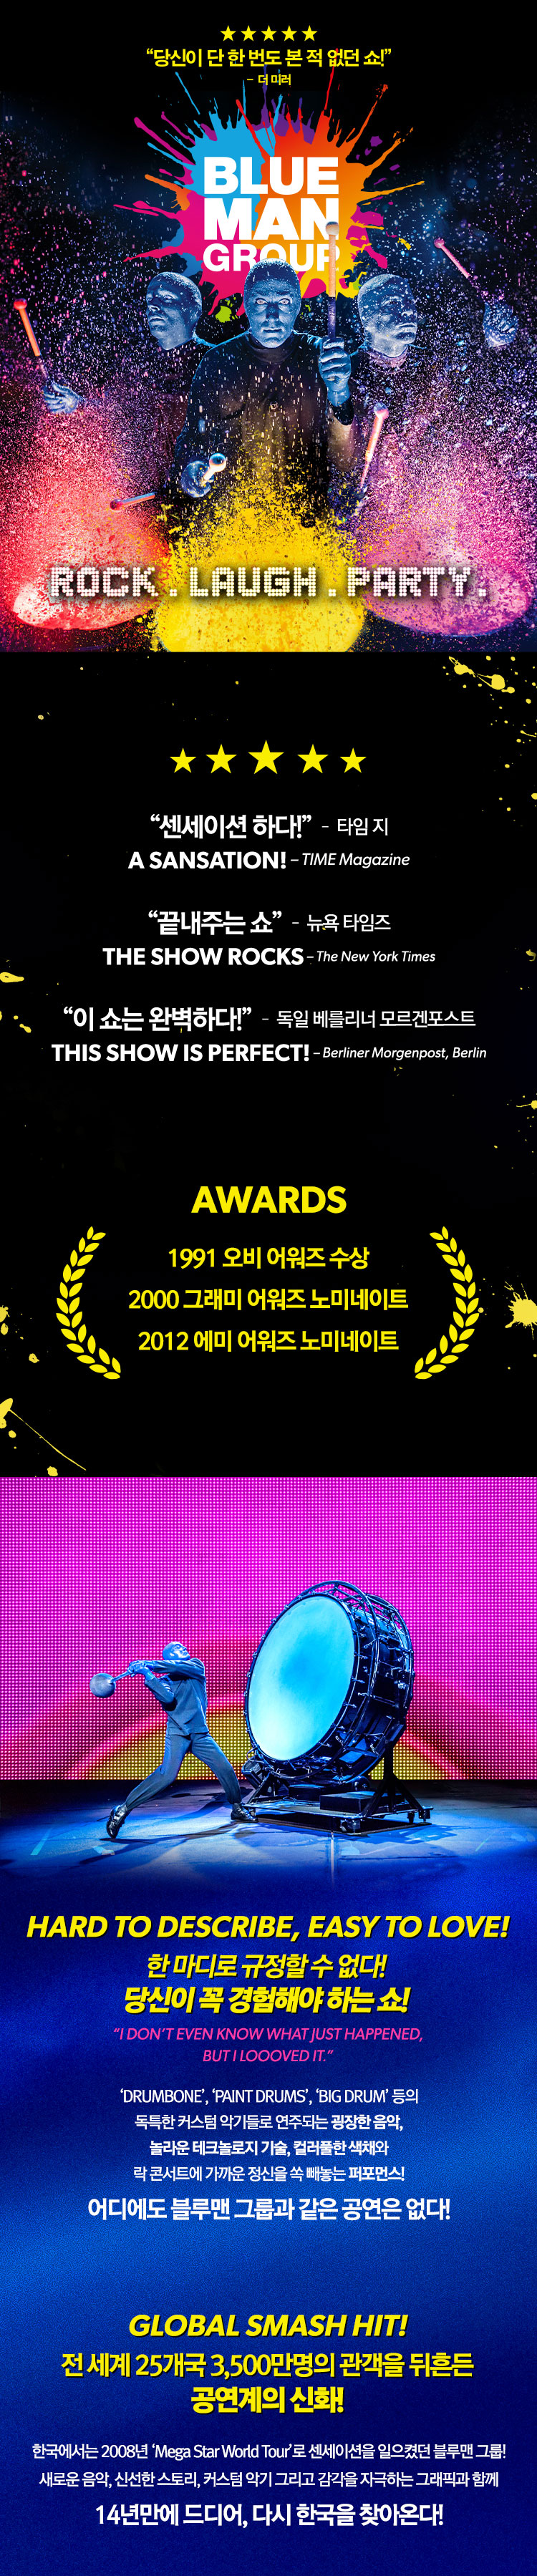 “당신이 단 한 번도 본 적 없던 쇼!”
- 더 미러
BLUE
MAN
GROUP
ROCK.LAUGH.PARTY.
“센세이션 하다!” - 타임 지
A SANSATION! – TIME Magazine
“끝내주는 쇼” - 뉴욕 타임즈
THE SHOW ROCKS – The New York Times
“이 쇼는 완벽하다!” - 독일 베를리너 모르겐포스트
THIS SHOW IS PERFECT! – Berliner Morgenpost, Berlin
AWARDS
1991 오비 어워즈 수상
2000 그래미 어워즈 노미네이트
2012 에미 어워즈 노미네이트
HARD TO DESCRIBE, EASY TO LOVE!
한 마디로 규정할 수 없다!
당신이 꼭 경험해야 하는 쇼!
“I DON’T EVEN KNOW WHAT JUST HAPPENED,
BUT I LOOOVED IT.”
‘DRUMBONE’, ‘PAINT DRUMS’, ‘BIG DRUM’ 등의
독특한 커스텀 악기들로 연주되는 굉장한 음악,
놀라운 테크놀로지 기술, 컬러풀한 색채와
락 콘서트에 가까운 정신을 쏙 빼놓는 퍼포먼스!
어디에도 블루맨 그룹과 같은 공연은 없다!
GLOBAL SMASH HIT!
전 세계 25개국 3,500만명의 관객을 뒤흔든
공연계의 신화!
한국에서는 2008년 ‘Mega Star World Tour’로 센세이션을 일으켰던 블루맨 그룹!
새로운 음악, 신선한 스토리, 커스텀 악기 그리고 감각을 자극하는 그래픽과 함께
14년만에 드디어, 다시 한국을 찾아온다!